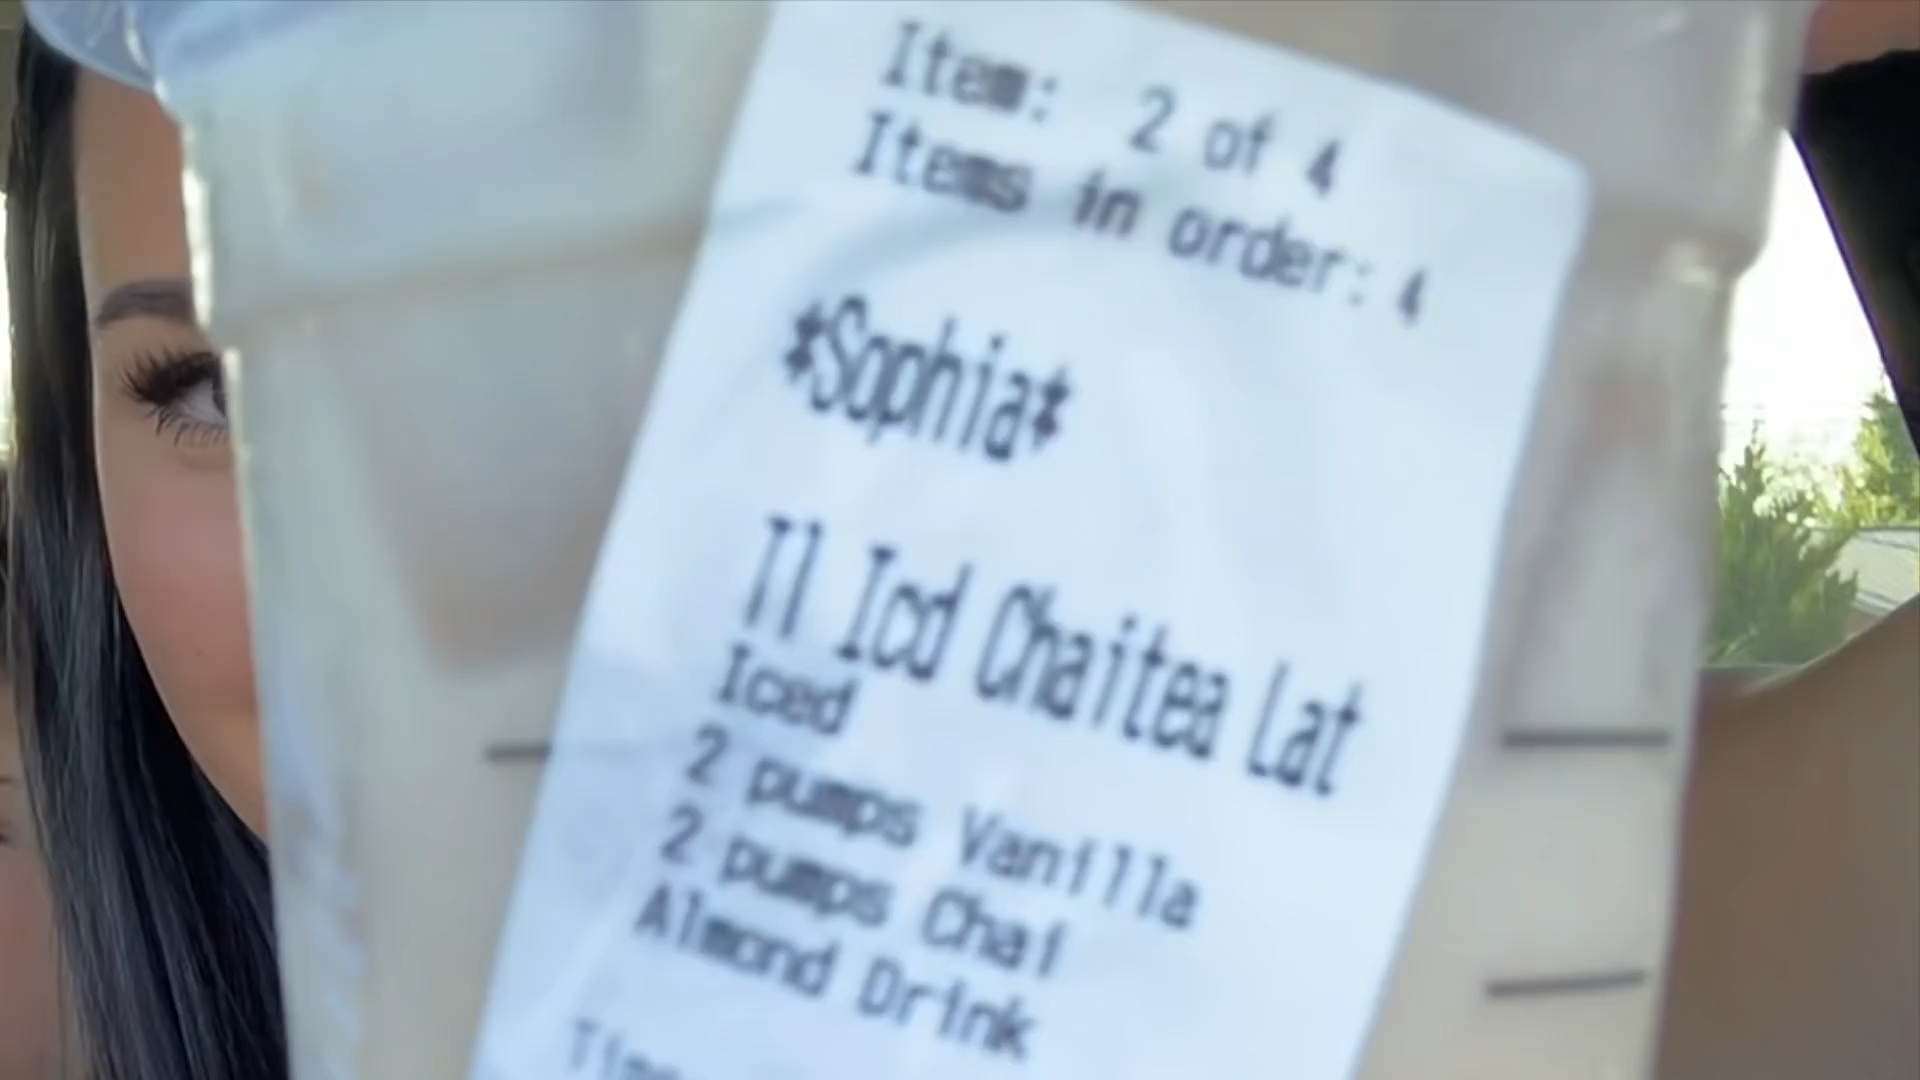 Item: 2 of 4
Items in order: 4
*Sophia*
Tl Icd Chaitea Lat
Iced
2 pumps Vanilla
2 pumps Chai
Almond Drink